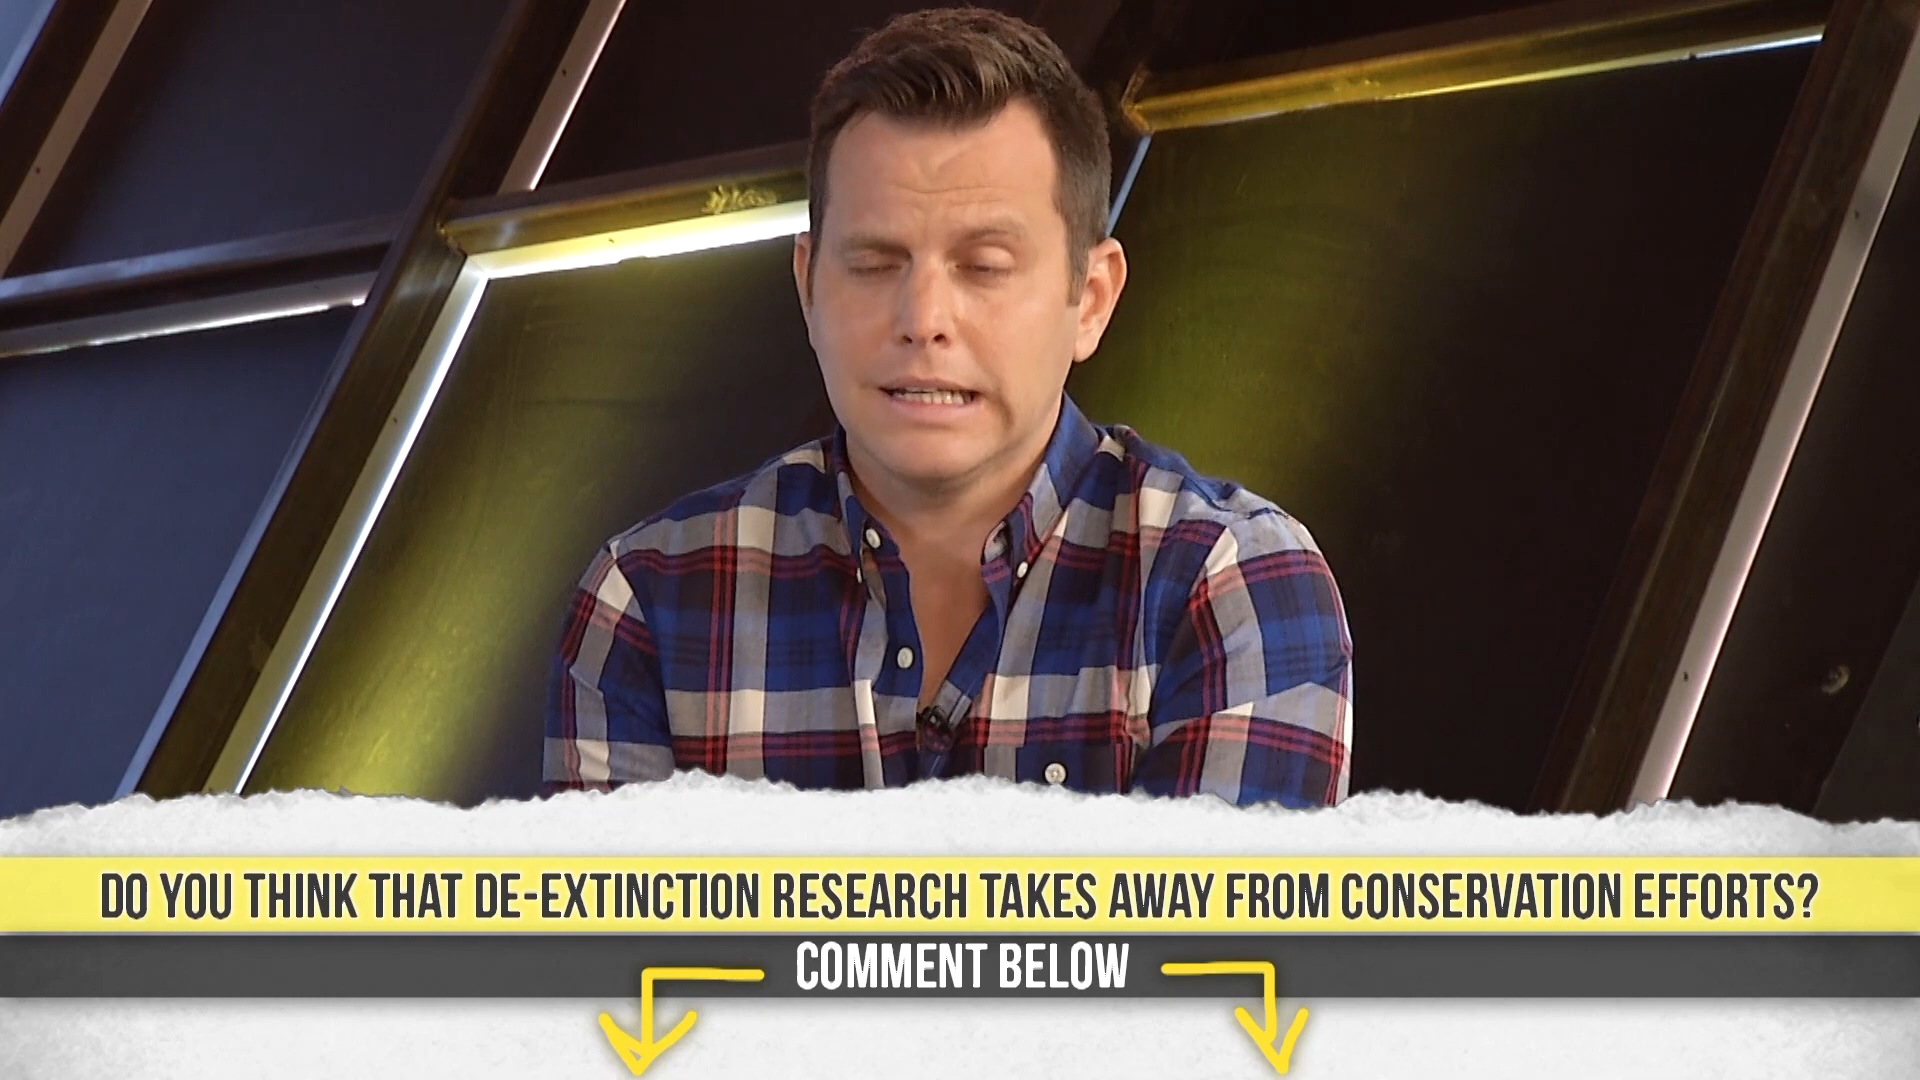 DO YOU THINK THAT DE-EXTINCTION RESEARCH TAKES AWAY FROM CONSERVATION EFFORTS?
COMMENT BELOW